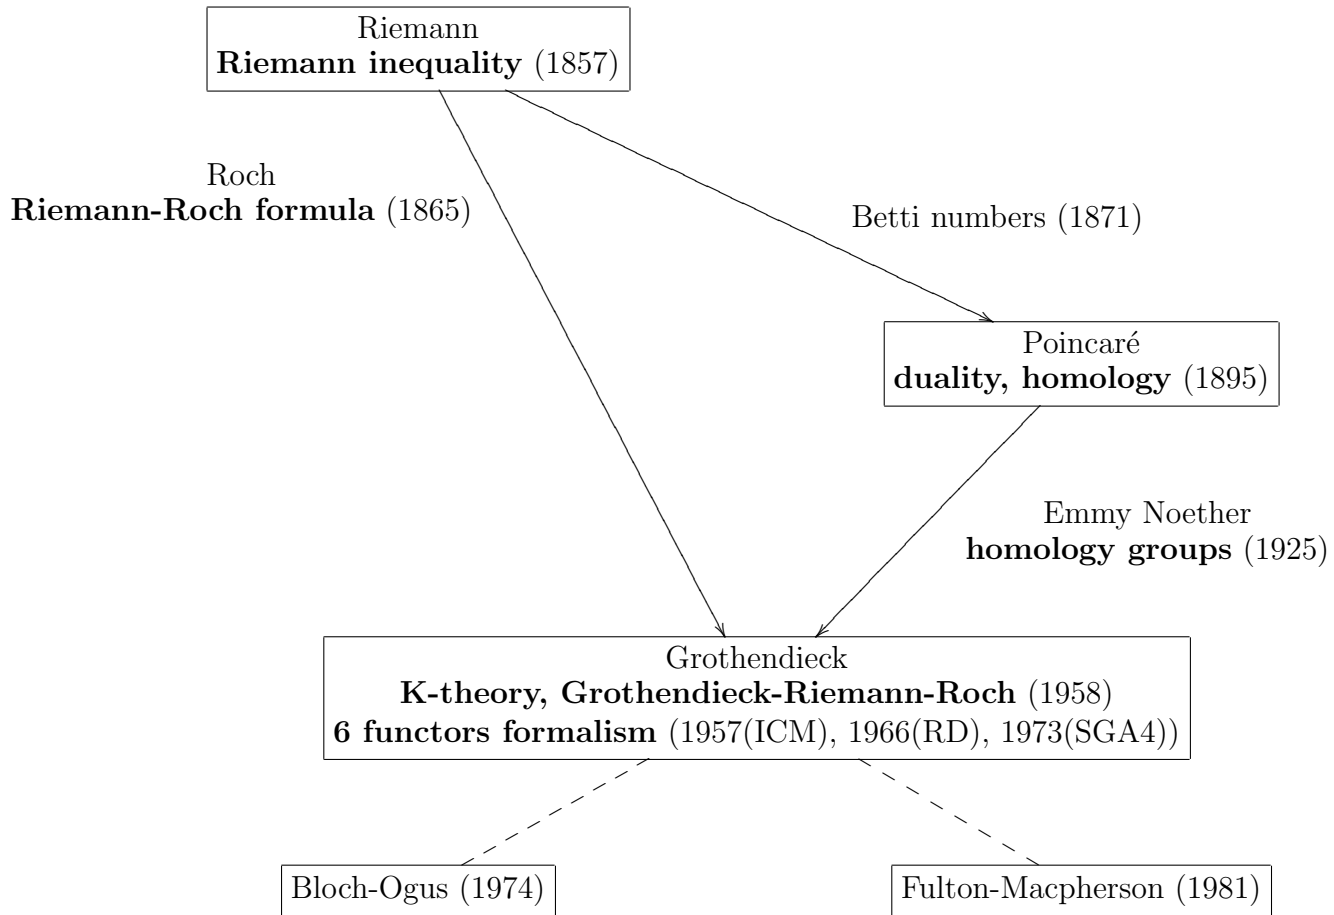 Riemann
Riemann inequality (1857)
Roch
Riemann-Roch formula (1865)
Betti numbers (1871)
Poincaré
duality, homology (1895)
Emmy Noether
homology groups (1925)
Grothendieck
K-theory, Grothendieck-Riemann-Roch (1958)
6 functors formalism (1957(ICM), 1966(RD), 1973(SGA4))
Bloch-Ogus (1974)
Fulton-Macpherson (1981)